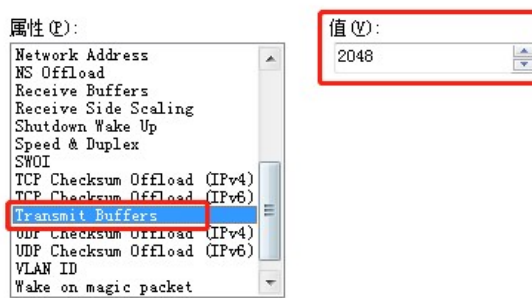 属性(P):
值(V):
Network Address
NS Offload
Receive Buffers
Receive Side Scaling
Shutdown Wake Up
Speed & Duplex
SWOI
TCP Checksum Offload (IPv4)
TCP Checksum Offload (IPv6)
Transmit Buffers
UDP Checksum Offload (IPv4)
UDP Checksum Offload (IPv6)
VLAN ID
Wake on magic packet
2048